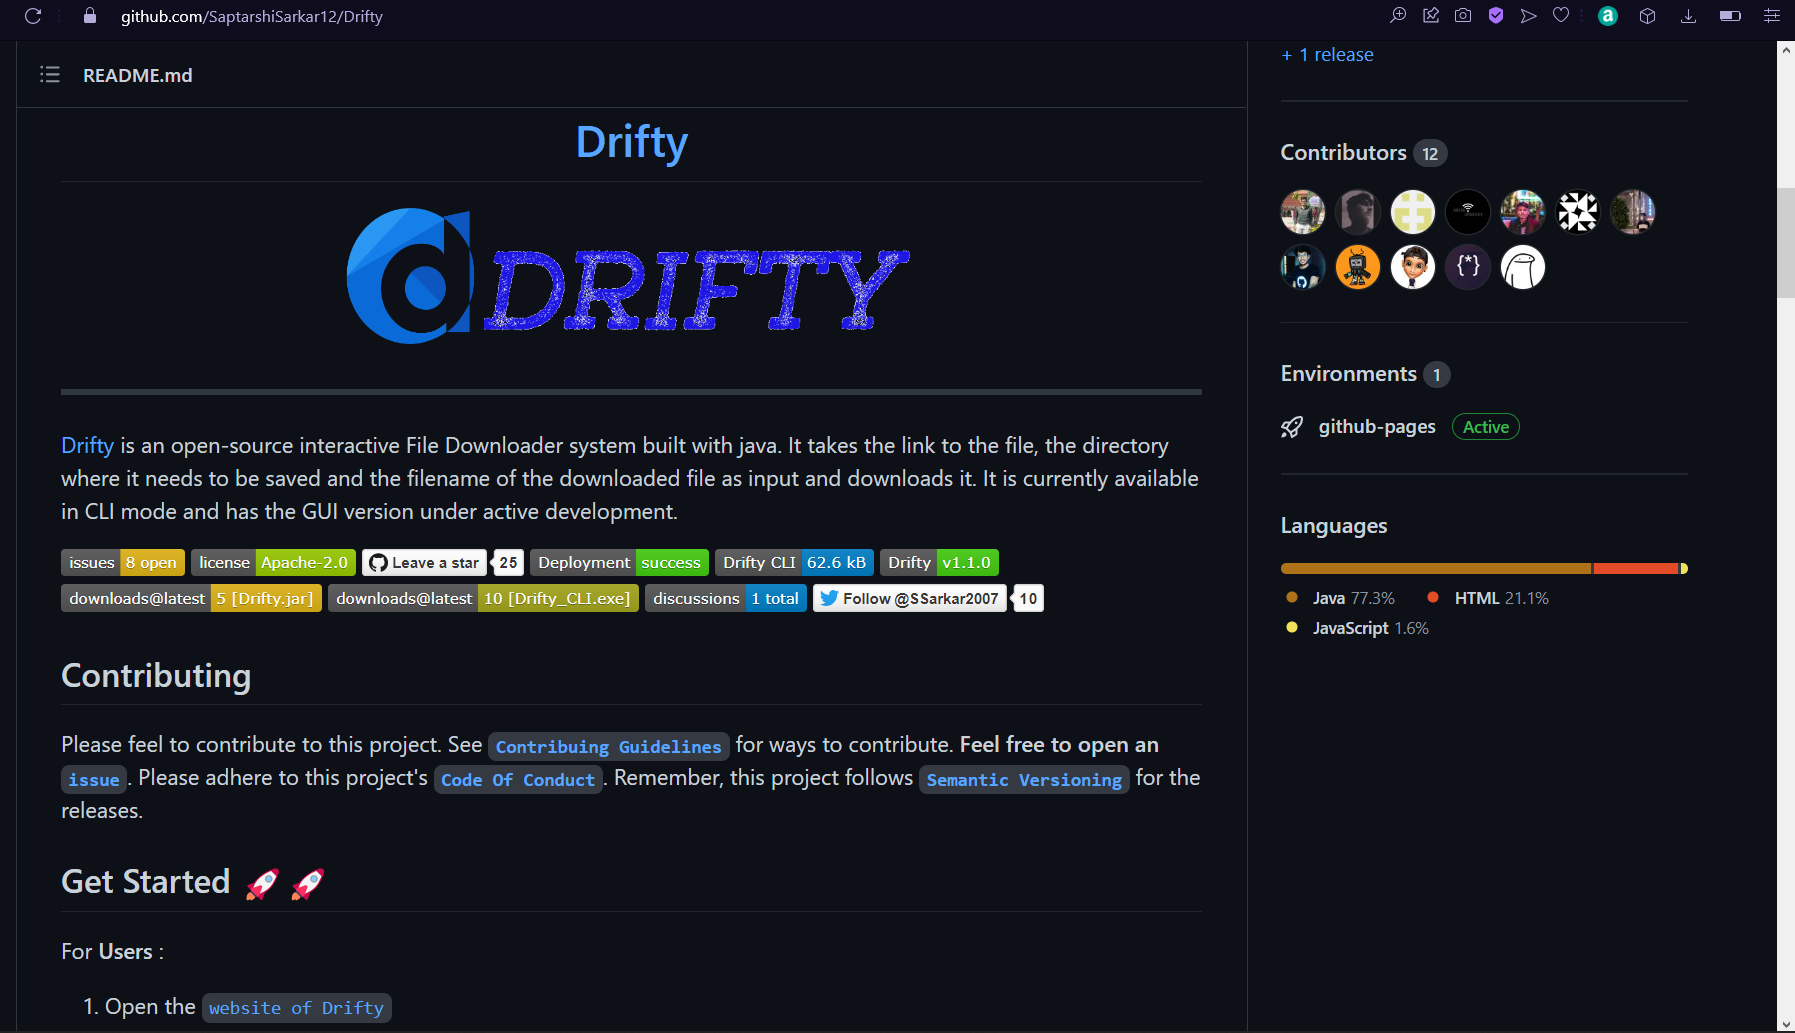 github.com/SaptarshiSarkar12/Drifty
a
README.md
Drifty
d DRIFTY
Drifty is an open-source interactive File Downloader system built with java. It takes the link to the file, the directory
where it needs to be saved and the filename of the downloaded file as input and downloads it. It is currently available
in CLI mode and has the GUI version under active development.
issues 8 open license Apache-2.0 Leave a star 25 Deployment success Drifty CLI 62.6 kB Drifty v1.1.0
downloads@latest 5 [Drifty.jar] downloads@latest 10 [Drifty_CLI.exe] discussions 1 total Follow @SSarkar2007 10
Contributing
Please feel to contribute to this project. See Contribuing Guidelines for ways to contribute. Feel free to open an
issue. Please adhere to this project's Code Of Conduct. Remember, this project follows Semantic Versioning for the
releases.
Get Started 🚀 🚀
For Users :
1. Open the website of Drifty
+ 1 release
Contributors 12
{*}
Environments 1
github-pages Active
Languages
Java 77.3% HTML 21.1%
JavaScript 1.6%